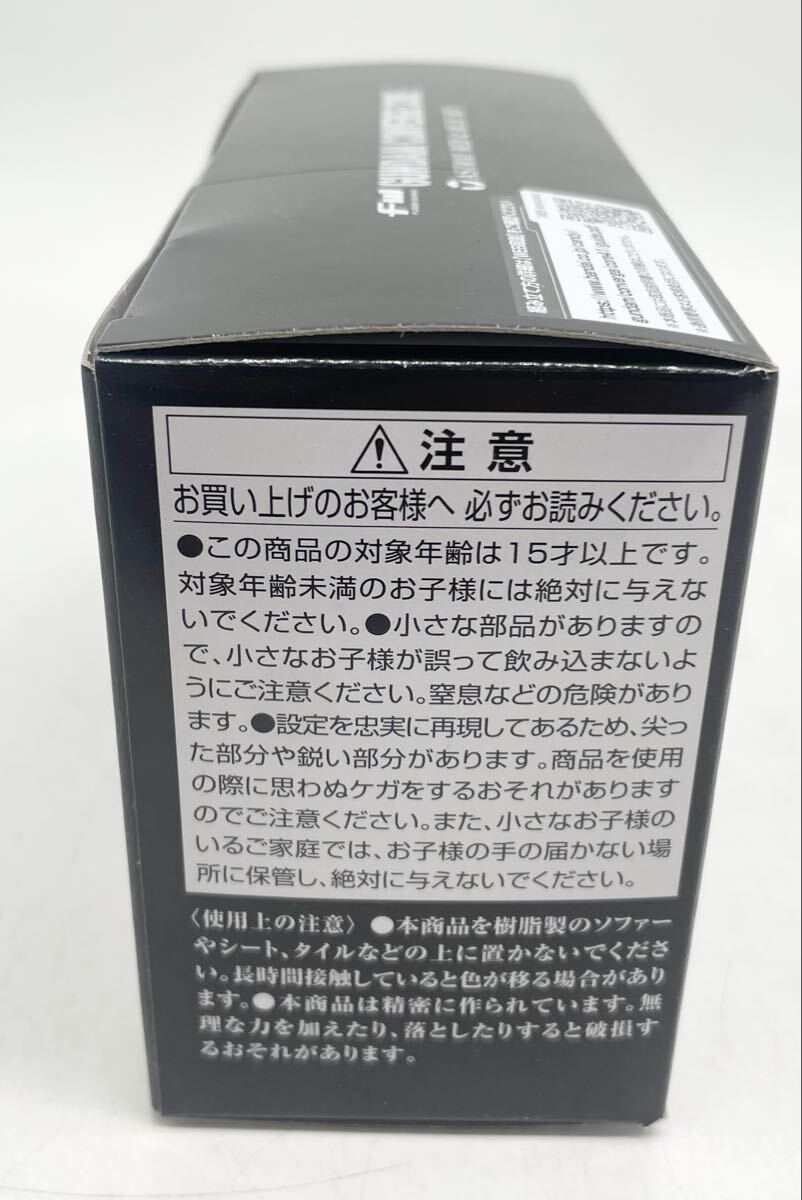 GUNDAM CONVERGE CORE
https://www.bandai.co.jp/candy/
⚠ 注意
お買い上げのお客様へ 必ずお読みください。
●この商品の対象年齢は15才以上です。
対象年齢未満のお子様には絶対に与えな
いでください。●小さな部品がありますの
で、小さなお子様が誤って飲み込まないよ
うにご注意ください。窒息などの危険があり
ます。●設定を忠実に再現してあるため、尖っ
た部分や鋭い部分があります。商品を使用
の際に思わぬケガをするおそれがあります
のでご注意ください。また、小さなお子様の
いるご家庭では、お子様の手の届かない場
所に保管し、絶対に与えないでください。
〈使用上の注意〉●本商品を樹脂製のソファー
やシート、タイルなどの上に置かないでくださ
い。長時間接触していると色が移る場合があり
ます。●本商品は精密に作られています。無
理な力を加えたり、落としたりすると破損す
るおそれがあります。